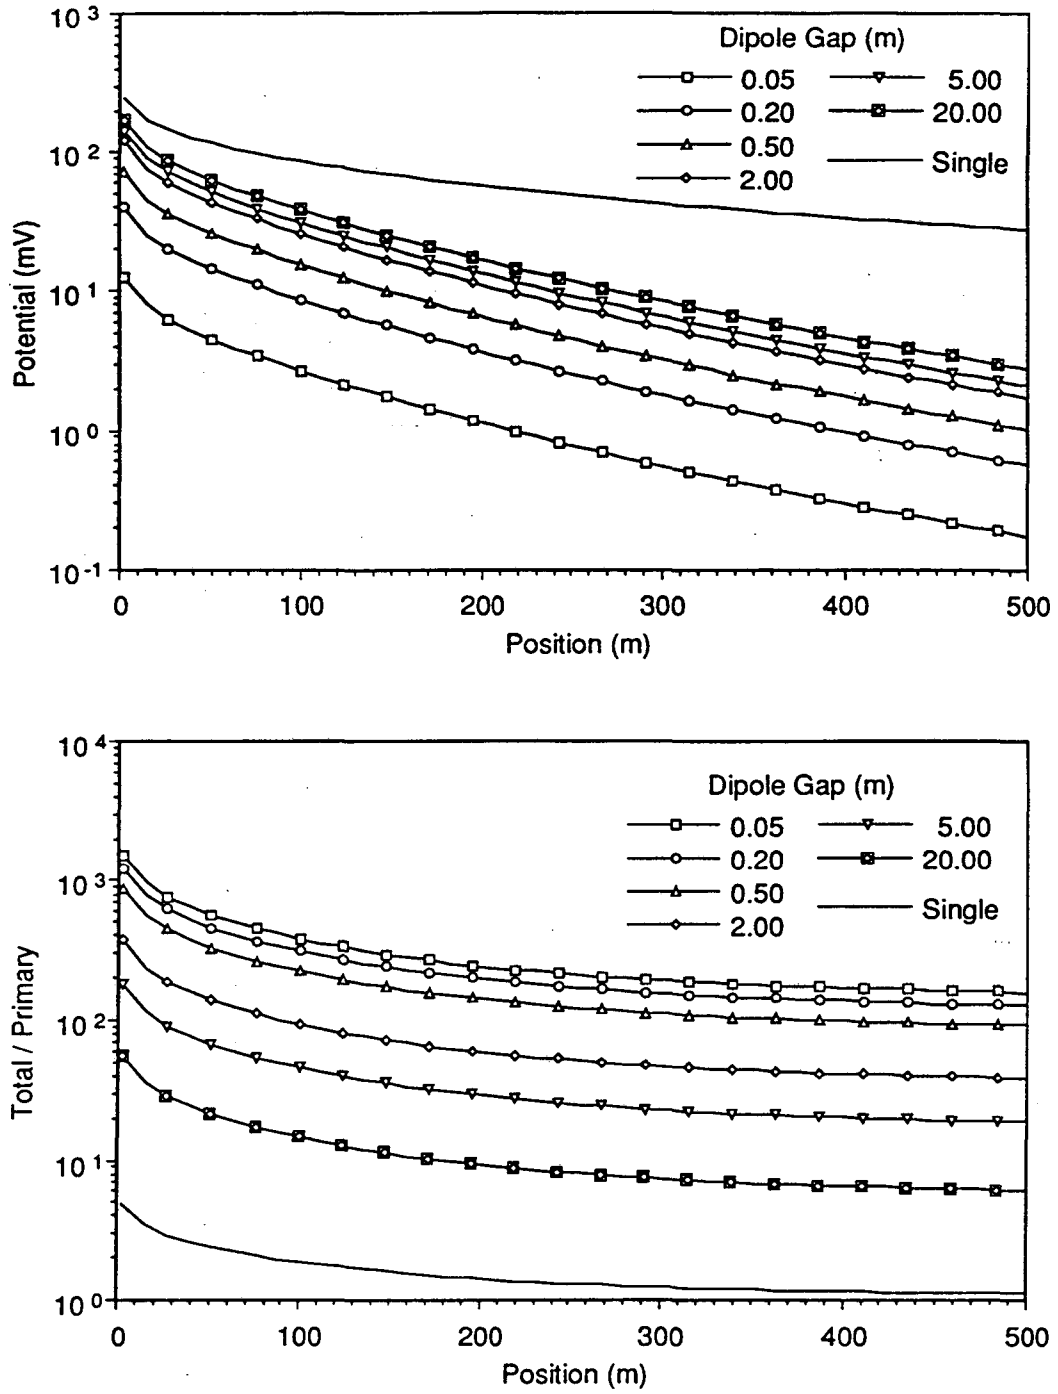 10^3
10^2
10^1
10^0
10^-1
Potential (mV)
Dipole Gap (m)
0.05 5.00
0.20 20.00
0.50
2.00 Single
0 100 200 300 400 500
Position (m)
10^4
10^3
10^2
10^1
10^0
Total / Primary
Dipole Gap (m)
0.05 5.00
0.20 20.00
0.50
2.00 Single
0 100 200 300 400 500
Position (m)